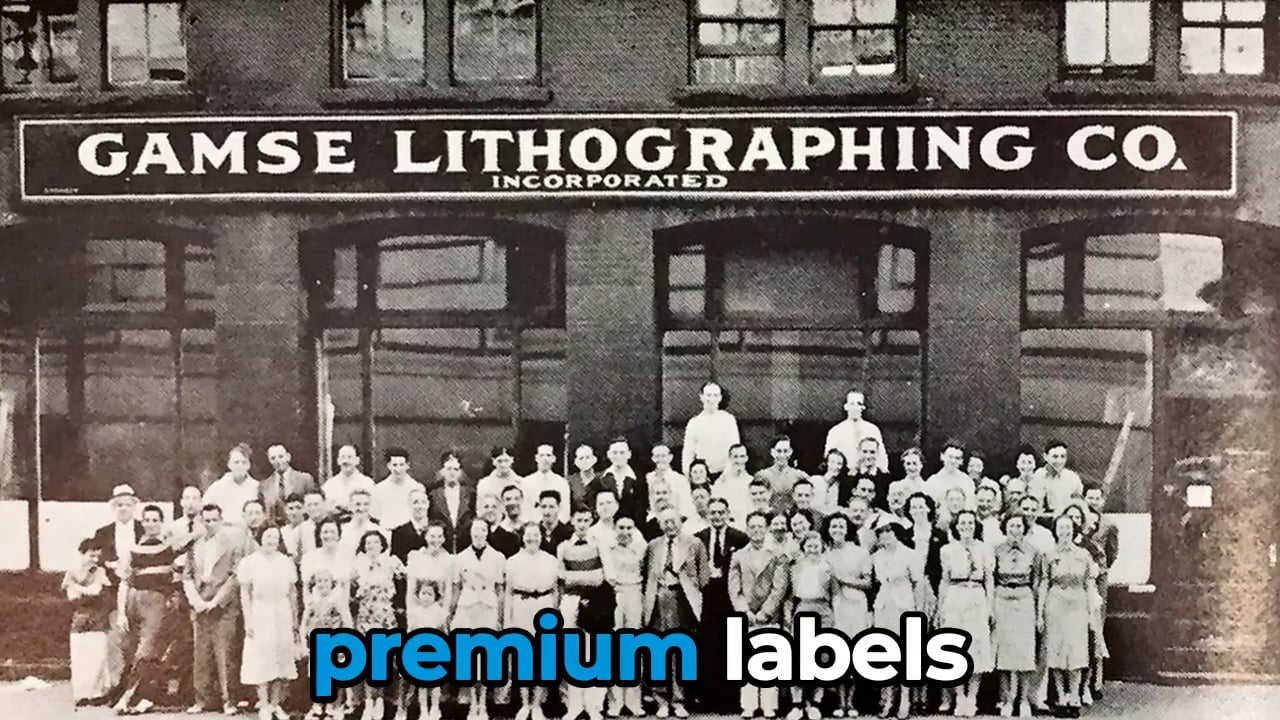 GAMSE LITHOGRAPHING CO.
INCORPORATED
premium labels